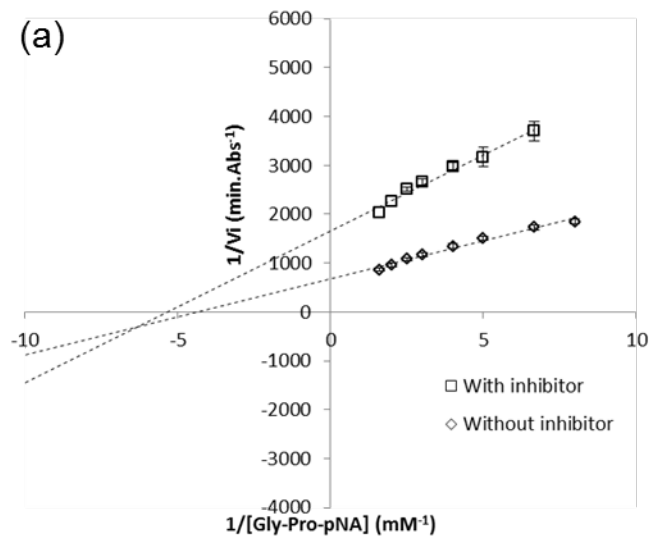 (a)
6000
5000
4000
3000
2000
1000
0
-1000
-2000
-3000
-4000
1/Vi (min.Abs⁻¹)
-10 -5 0 5 10
With inhibitor
Without inhibitor
1/[Gly-Pro-pNA] (mM⁻¹)